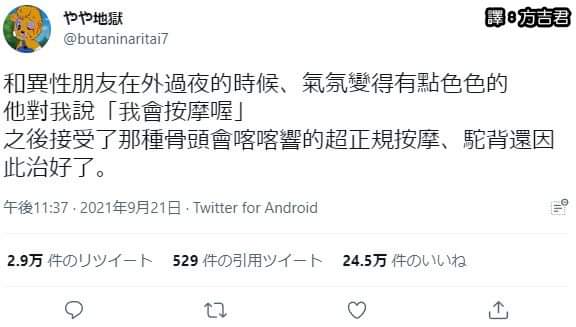 やや地獄
譯:方吉君
@butaninaritai7
和異性朋友在外過夜的時候、氣氛變得有點色色的
他對我說「我會按摩喔」
之後接受了那種骨頭會喀喀響的超正規按摩、駝背還因
此治好了。
午後11:37 · 2021年9月21日 · Twitter for Android
2.9万 件のリツイート 529 件の引用ツイート 24.5万 件のいいね